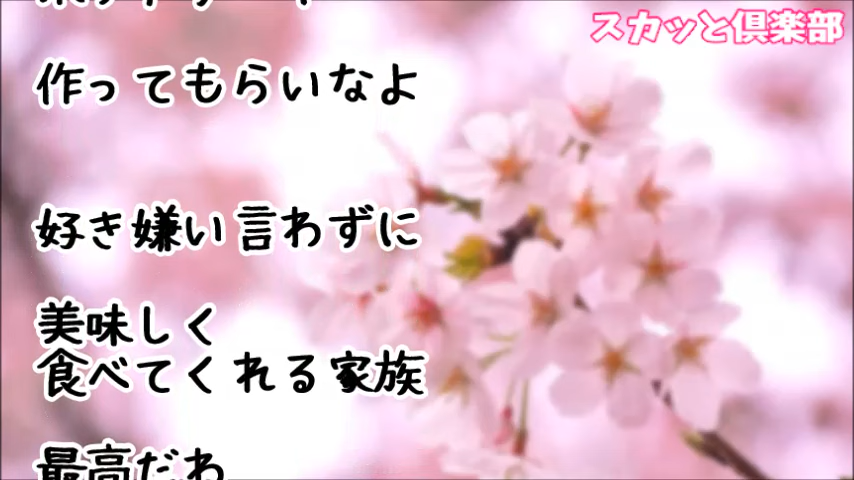 スカッと倶楽部
作ってもらいなよ
好き嫌い言わずに
美味しく
食べてくれる家族
最高だわ